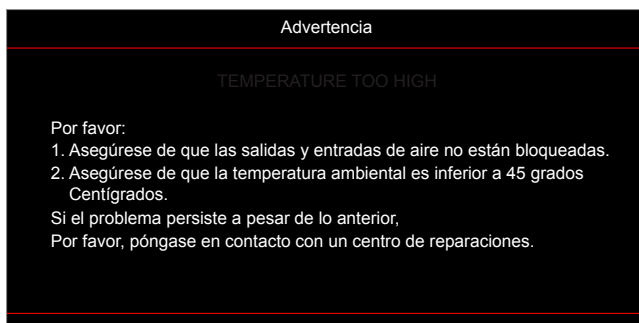 Advertencia
TEMPERATURE TOO HIGH
Por favor:
1. Asegúrese de que las salidas y entradas de aire no están bloqueadas.
2. Asegúrese de que la temperatura ambiental es inferior a 45 grados
Centígrados.
Si el problema persiste a pesar de lo anterior,
Por favor, póngase en contacto con un centro de reparaciones.